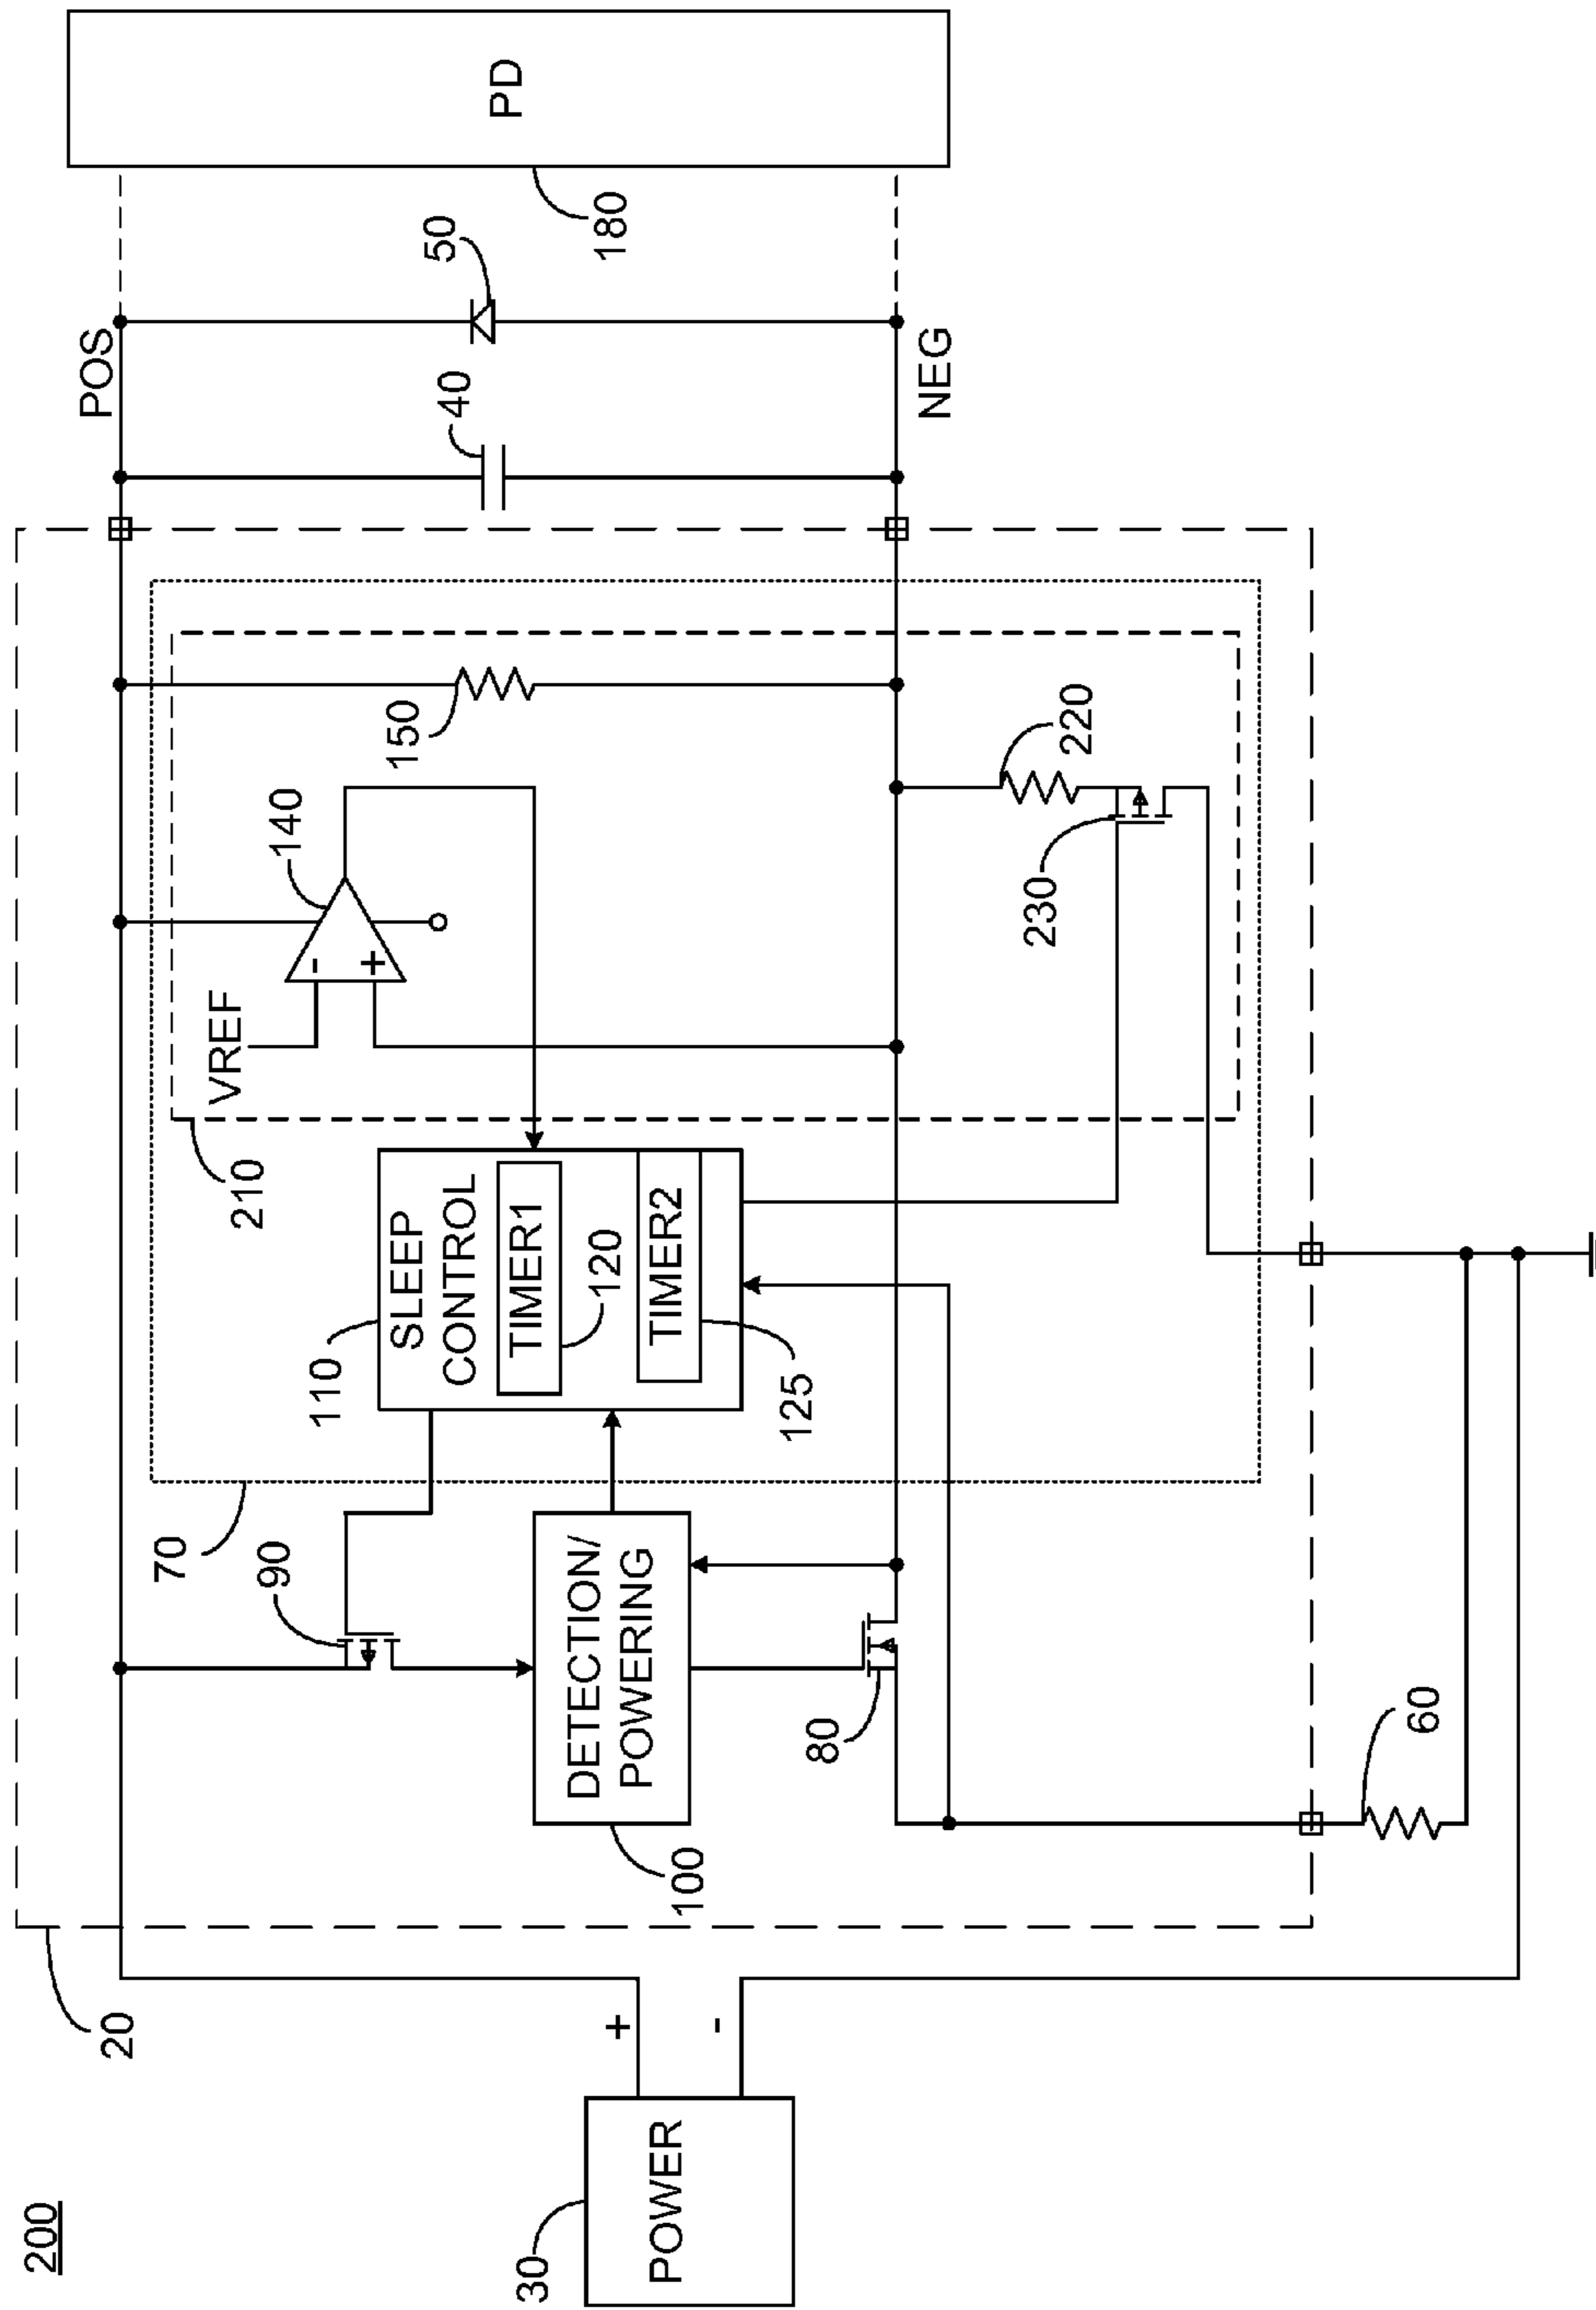 200
30
POWER
+
-
20
70
90
100
DETECTION/
POWERING
80
60
110
SLEEP
CONTROL
TIMER1
120
TIMER2
125
210
VREF
-
+
140
150
230
220
POS
40
50
NEG
180
PD